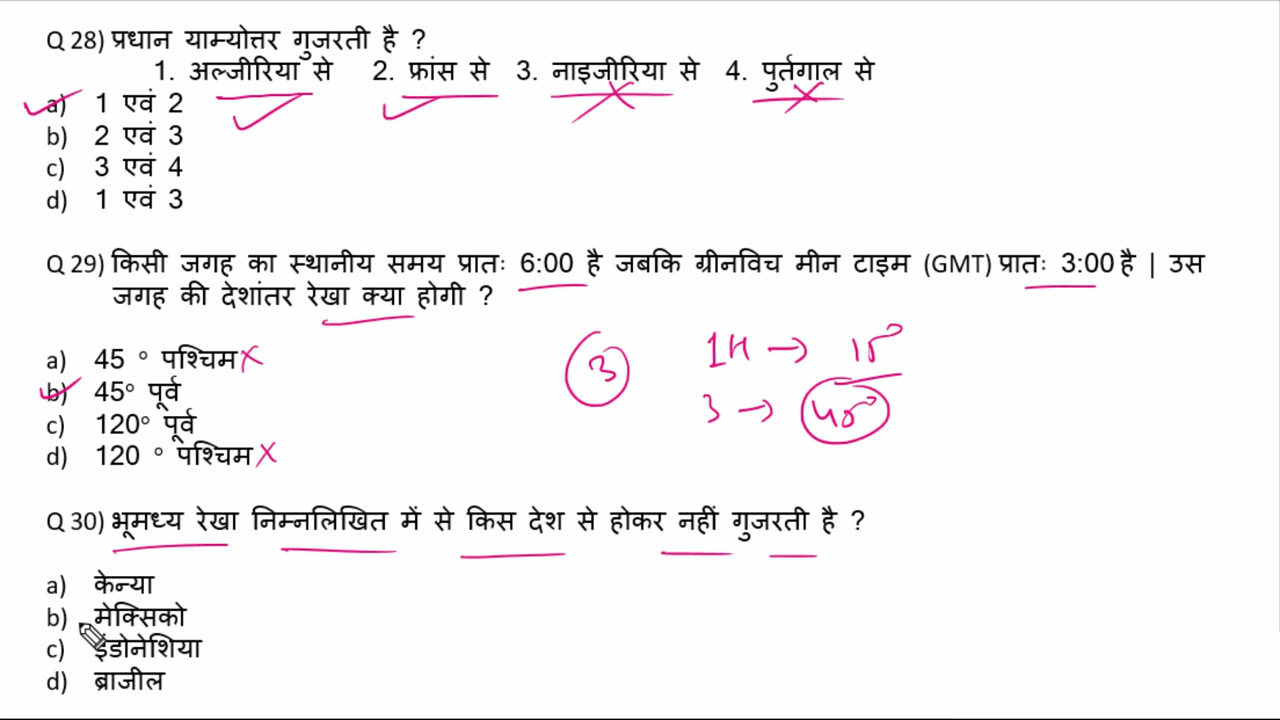 Q 28) प्रधान याम्योत्तर गुजरती है ?
1. अल्जीरिया से 2. फ्रांस से 3. नाइजीरिया से 4. पुर्तगाल से
a) 1 एवं 2
b) 2 एवं 3
c) 3 एवं 4
d) 1 एवं 3
Q 29) किसी जगह का स्थानीय समय प्रातः 6:00 है जबकि ग्रीनविच मीन टाइम (GMT) प्रातः 3:00 है | उस
जगह की देशांतर रेखा क्या होगी ?
3 1H → 15°
a) 45 ° पश्चिम
b) 45° पूर्व
3 → 45°
c) 120° पूर्व
d) 120 ° पश्चिम
Q 30) भूमध्य रेखा निम्नलिखित में से किस देश से होकर नहीं गुजरती है ?
a) केन्या
b) मेक्सिको
c) इंडोनेशिया
d) ब्राजील